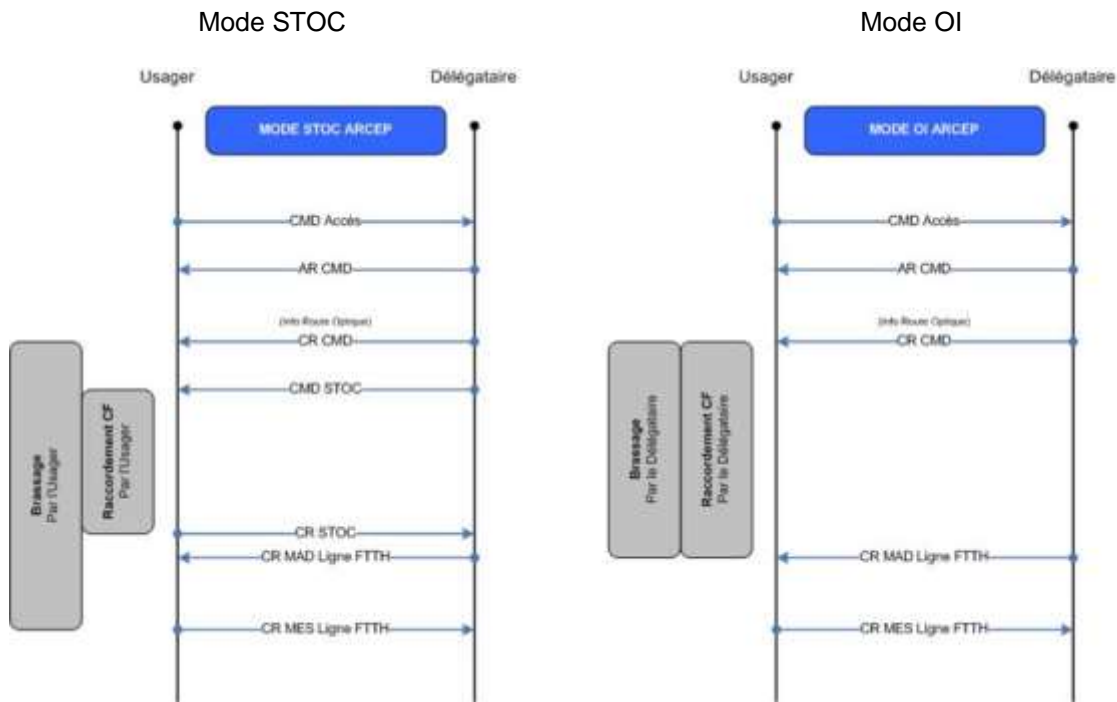 Mode STOC
Usager
Délégataire
MODE STOC ARCEP
CMD Accès
AR CMD
(Info Route Optique)
CR CMD
CMD STOC
Brassage
Par l'Usager
Raccordement CF
Par l'Usager
CR STOC
CR MAD Ligne FTTH
CR MES Ligne FTTH
Mode OI
Usager
Délégataire
MODE OI ARCEP
CMD Accès
AR CMD
(Info Route Optique)
CR CMD
Brassage
Par le Délégataire
Raccordement CF
Par le Délégataire
CR MAD Ligne FTTH
CR MES Ligne FTTH